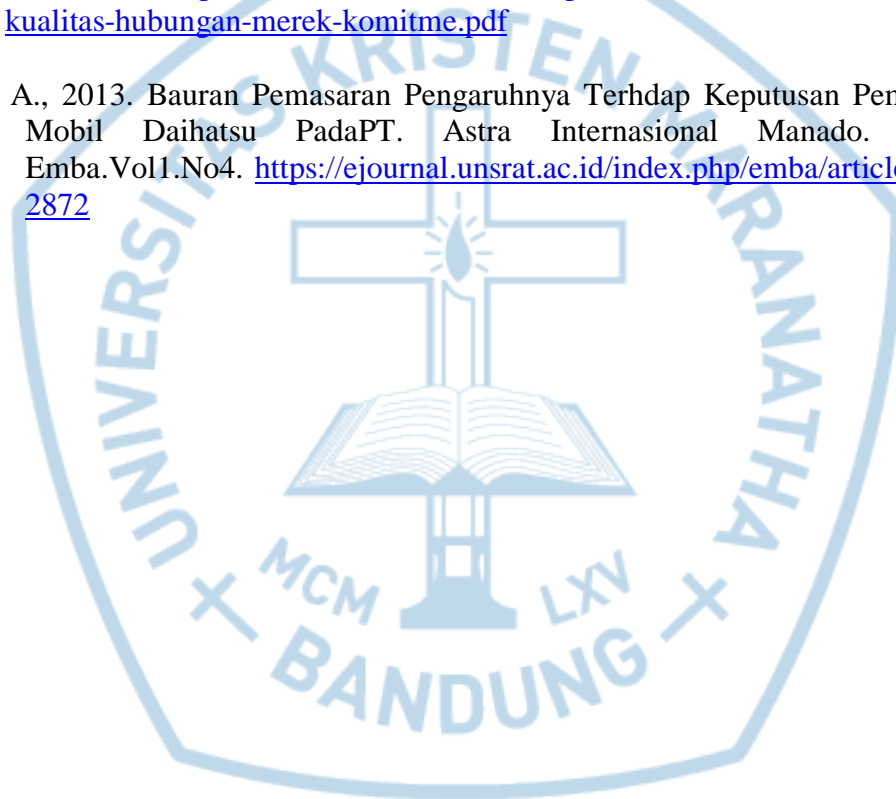 kualitas-hubungan-merek-komitme.pdf
A., 2013. Bauran Pemasaran Pengaruhnya Terhdap Keputusan Pen
Mobil Daihatsu PadaPT. Astra Internasional Manado.
Emba.Vol1.No4. https://ejournal.unsrat.ac.id/index.php/emba/article
2872
UNIVERSITAS KRISTEN MARANATHA
MCM LXV
BANDUNG